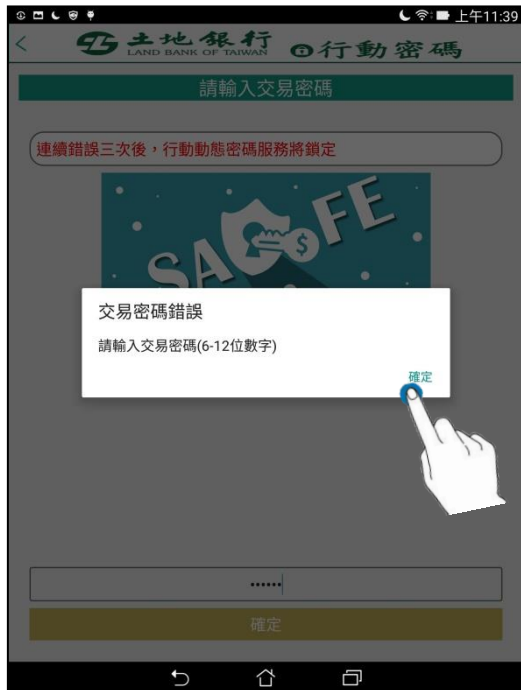 上午11:39
土地銀行
LAND BANK OF TAIWAN
行動密碼
請輸入交易密碼
連續錯誤三次後，行動動態密碼服務將鎖定
SAFE
$
交易密碼錯誤
請輸入交易密碼(6-12位數字)
確定
••••••
確定